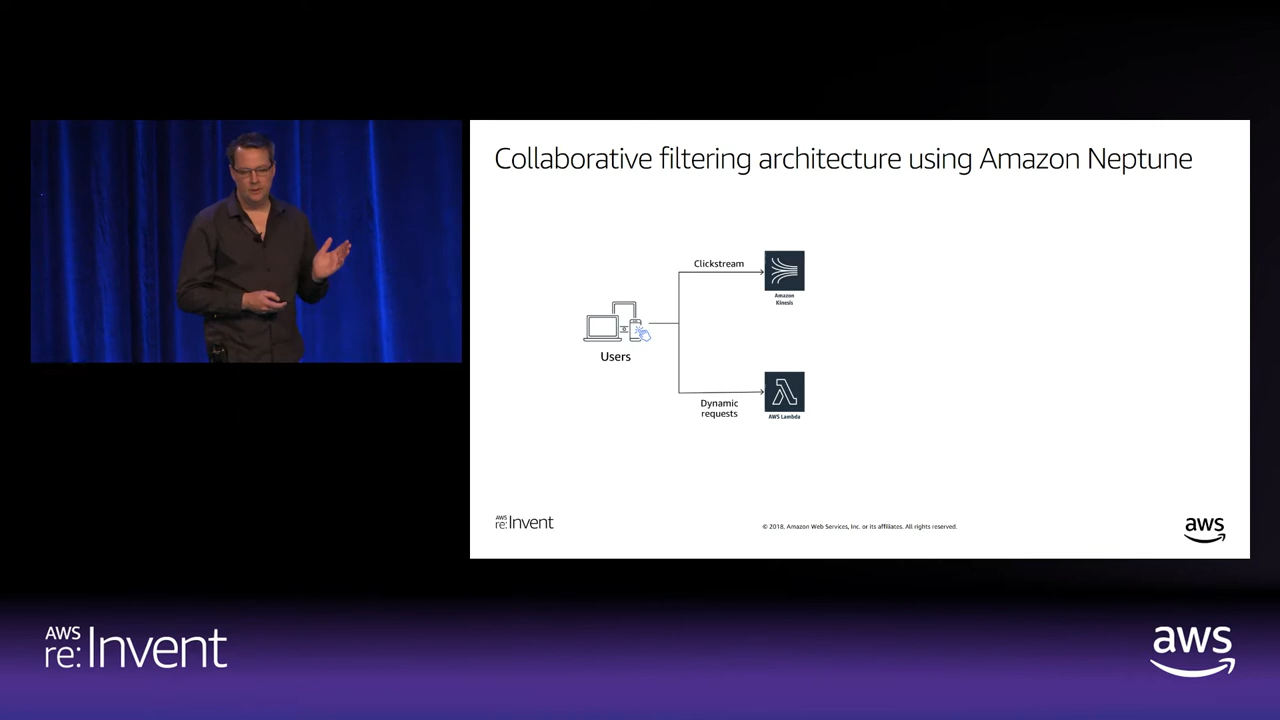 Collaborative filtering architecture using Amazon Neptune
Clickstream
Amazon
Kinesis
Users
Dynamic
requests
AWS Lambda
AWS
re:Invent
© 2018, Amazon Web Services, Inc. or its affiliates. All rights reserved.
aws
AWS
re:Invent
aws